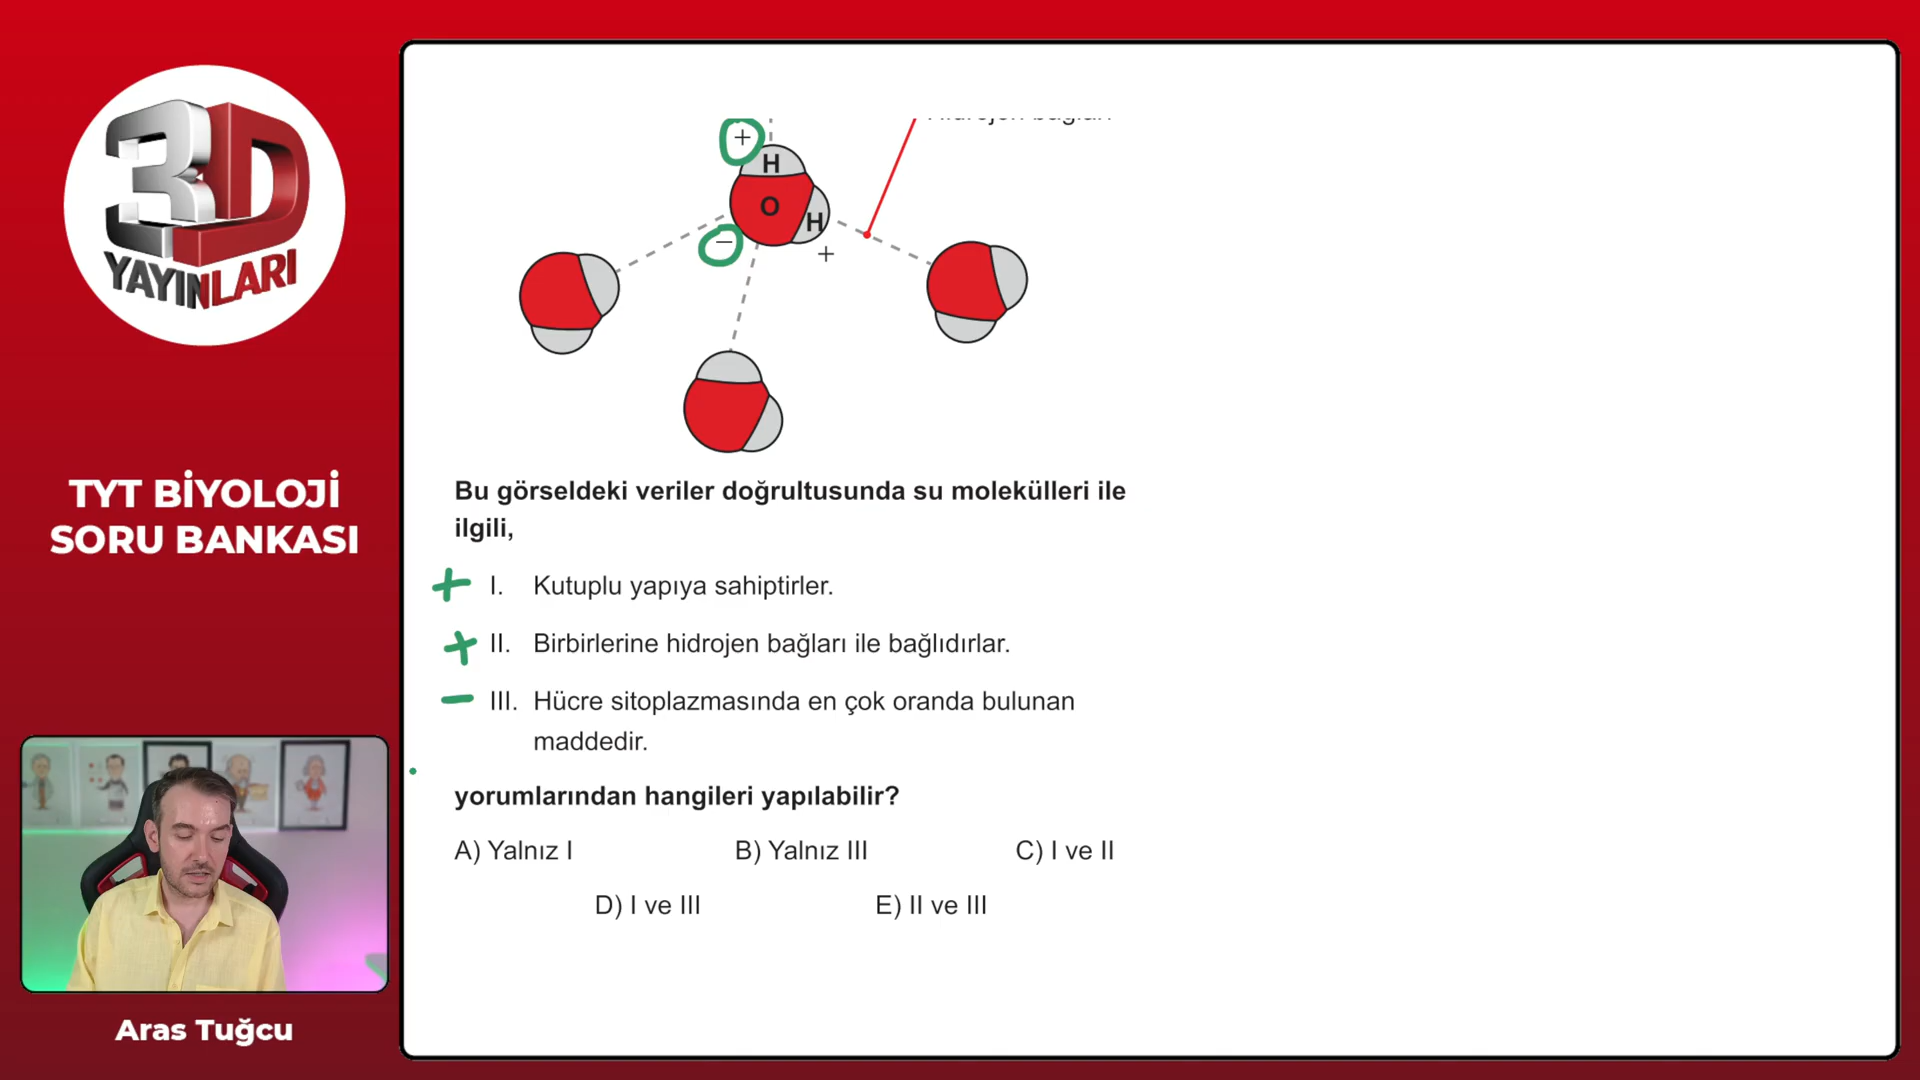 3D
YAYINLARI
TYT BİYOLOJİ
SORU BANKASI
Aras Tuğcu
+
H
O
H
−
+
Bu görseldeki veriler doğrultusunda su molekülleri ile
ilgili,
+ I. Kutuplu yapıya sahiptirler.
+ II. Birbirlerine hidrojen bağları ile bağlıdırlar.
− III. Hücre sitoplazmasında en çok oranda bulunan
maddedir.
yorumlarından hangileri yapılabilir?
A) Yalnız I B) Yalnız III C) I ve II
D) I ve III E) II ve III